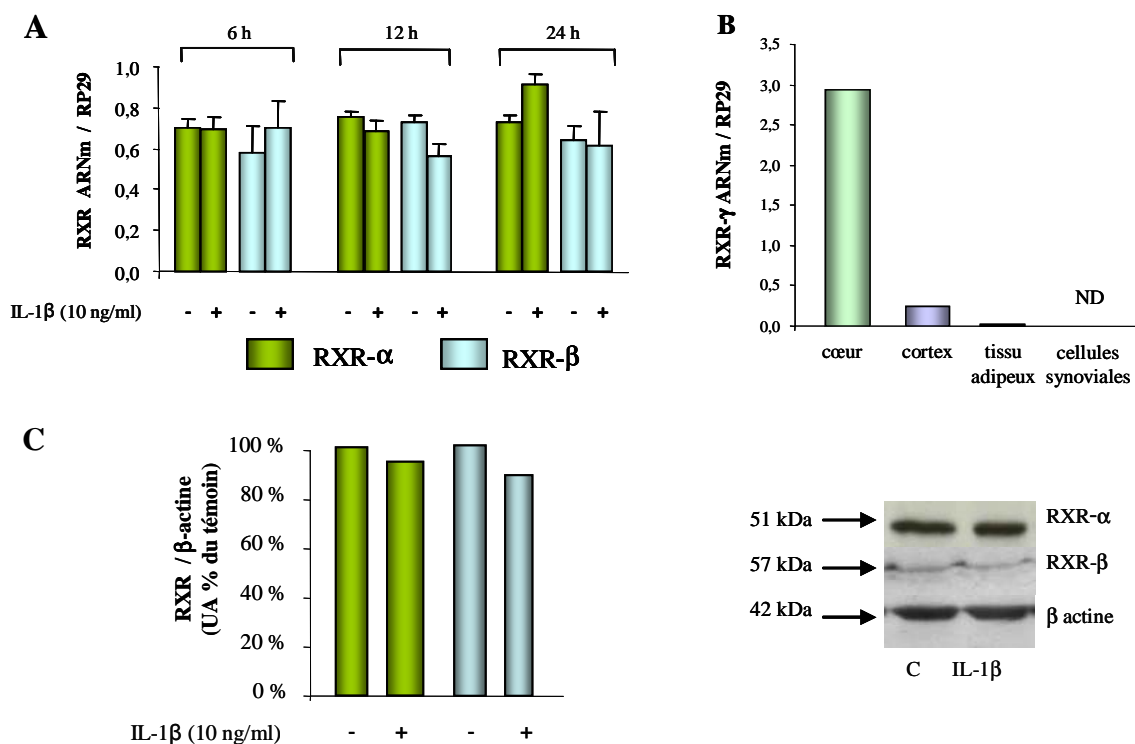 A
6 h
12 h
24 h
RXR ARNm / RP29
1,0
0,8
0,6
0,4
0,2
0,0
IL-1β (10 ng/ml)
- + - +
- + - +
- + - +
RXR-α
RXR-β
B
RXR-γ ARNm / RP29
3,5
3,0
2,5
2,0
1,5
1,0
0,5
0,0
ND
cœur
cortex
tissu
adipeux
cellules
synoviales
C
RXR / β-actine
(UA % du témoin)
100 %
80 %
60 %
40 %
20 %
0 %
IL-1β (10 ng/ml)
- + - +
51 kDa
RXR-α
57 kDa
RXR-β
42 kDa
β actine
C IL-1β